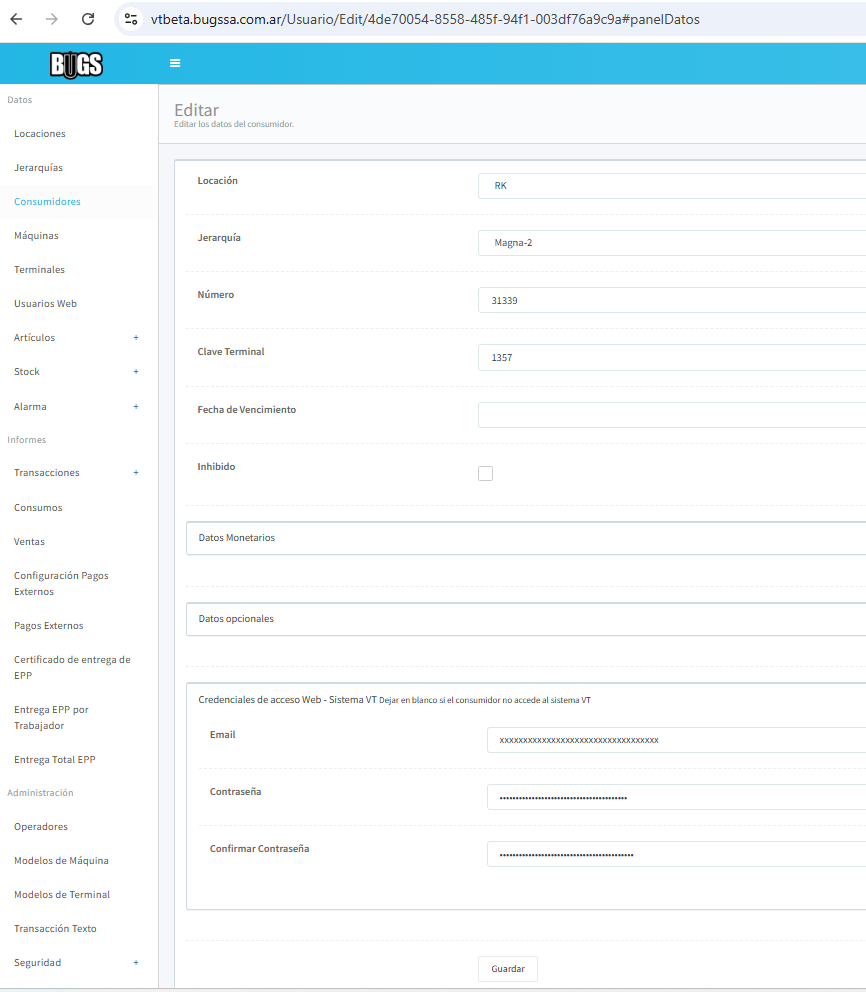 vtbeta.bugssa.com.ar/Usuario/Edit/4de70054-8558-485f-94f1-003df76a9c9a#panelDatos
BUGS
Datos
Locaciones
Jerarquías
Consumidores
Máquinas
Terminales
Usuarios Web
Artículos +
Stock +
Alarma +
Informes
Transacciones +
Consumos
Ventas
Configuración Pagos
Externos
Pagos Externos
Certificado de entrega de
EPP
Entrega EPP por
Trabajador
Entrega Total EPP
Administración
Operadores
Modelos de Máquina
Modelos de Terminal
Transacción Texto
Seguridad +
Editar
Editar los datos del consumidor.
Locación RK
Jerarquía Magna-2
Número 31339
Clave Terminal 1357
Fecha de Vencimiento
Inhibido
Datos Monetarios
Datos opcionales
Credenciales de acceso Web - Sistema VT Dejar en blanco si el consumidor no accede al sistema VT
Email xxxxxxxxxxxxxxxxxxxxxxxxxxxxxxxxxx
Contraseña ••••••••••••••••••••••••••••••••••••••••
Confirmar Contraseña ••••••••••••••••••••••••••••••••••••••••••
Guardar